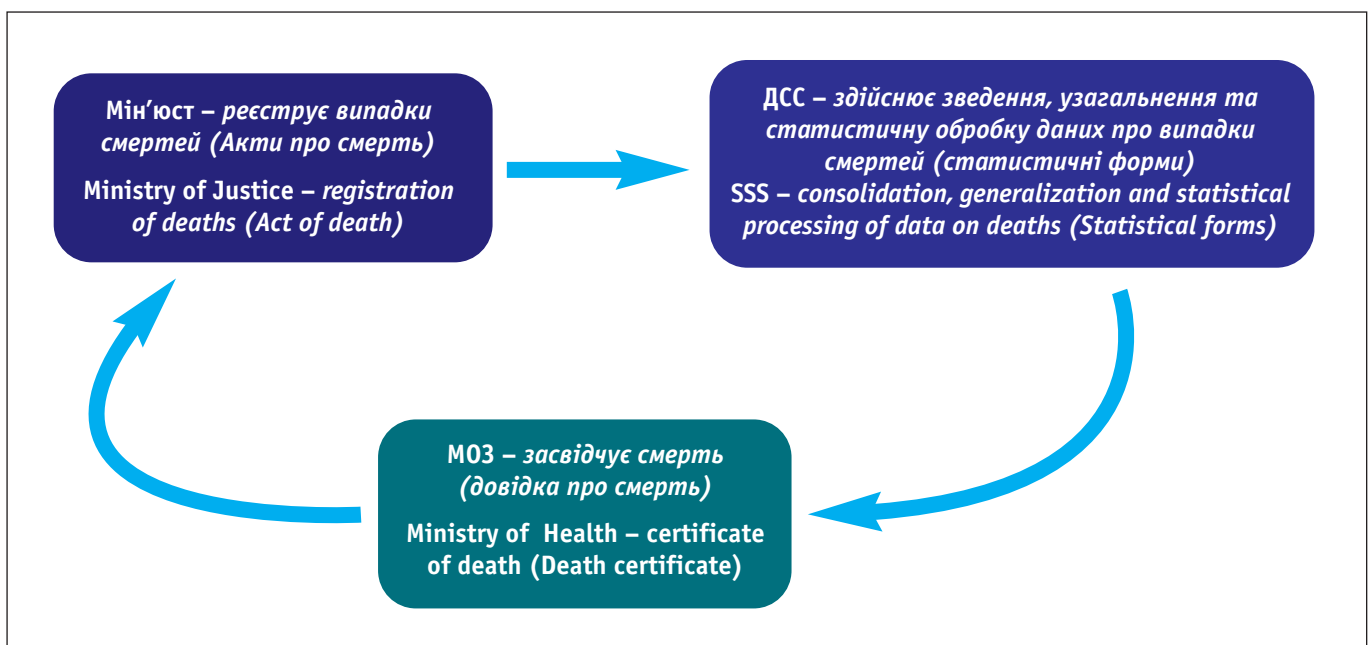 Мін’юст – реєструє випадки
смертей (Акти про смерть)
Ministry of Justice – registration
of deaths (Act of death)
ДСС – здійснює зведення, узагальнення та
статистичну обробку даних про випадки
смертей (статистичні форми)
SSS – consolidation, generalization and statistical
processing of data on deaths (Statistical forms)
МОЗ – засвідчує смерть
(довідка про смерть)
Ministry of Health – certificate
of death (Death certificate)